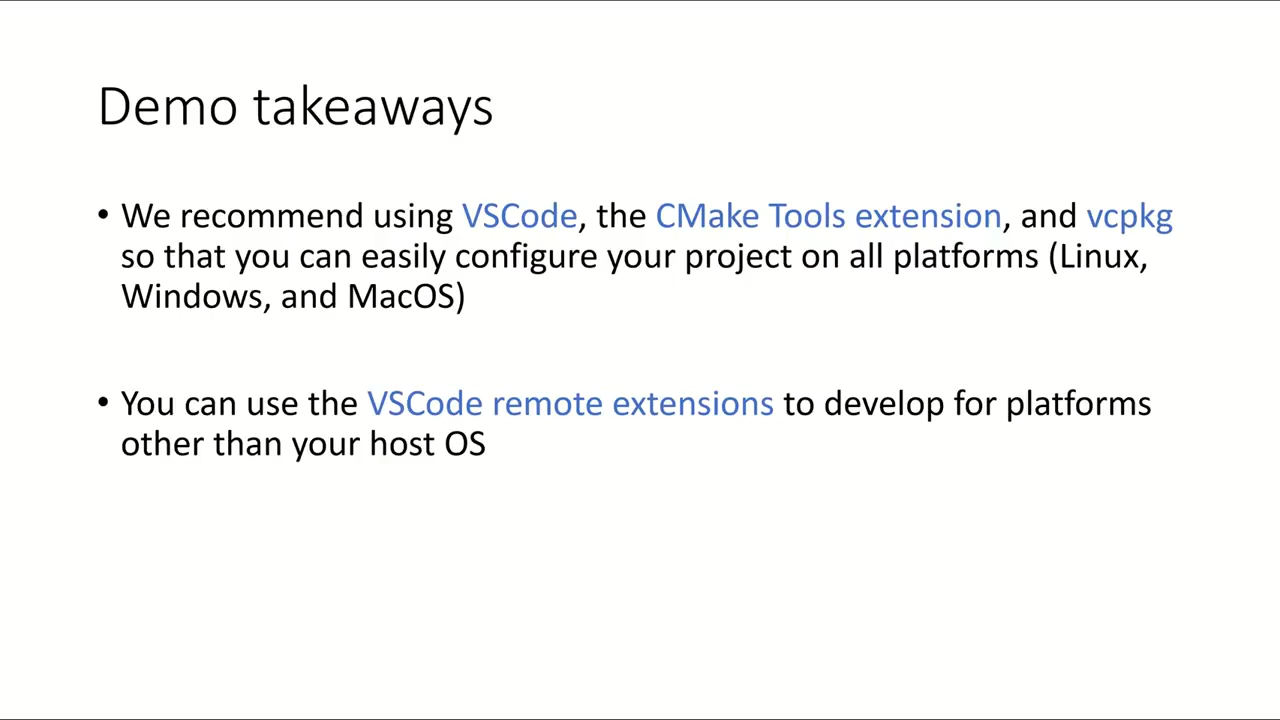 Demo takeaways
• We recommend using VSCode, the CMake Tools extension, and vcpkg
so that you can easily configure your project on all platforms (Linux,
Windows, and MacOS)
• You can use the VSCode remote extensions to develop for platforms
other than your host OS